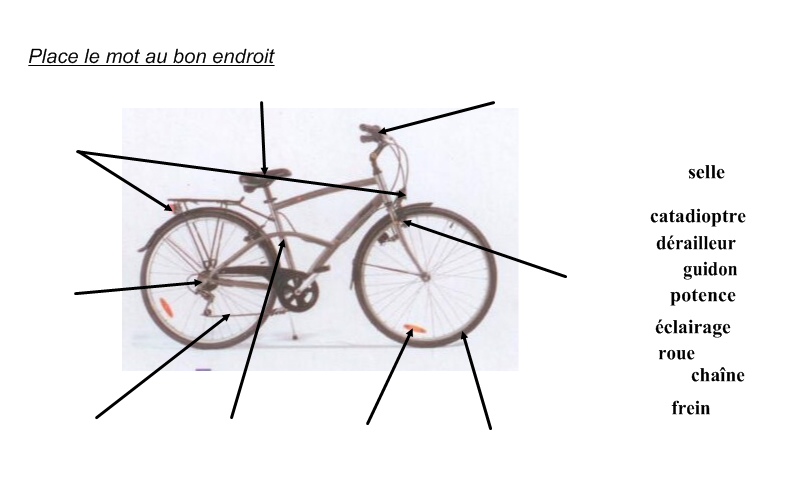 Place le mot au bon endroit
selle
catadioptre
dérailleur
guidon
potence
éclairage
roue
chaîne
frein